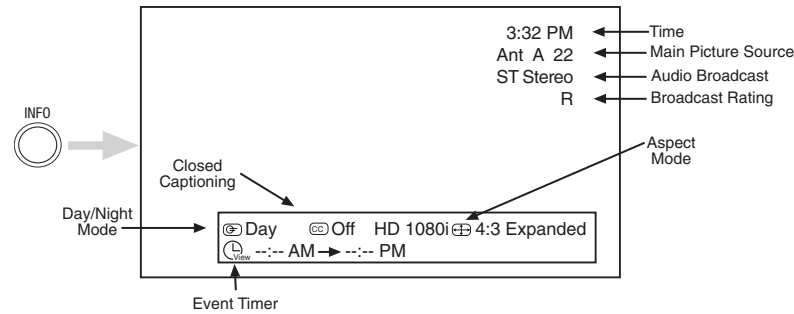 3:32 PM
Time
Ant A 22
Main Picture Source
ST Stereo
Audio Broadcast
R
Broadcast Rating
INFO
Aspect
Mode
Closed
Captioning
Day/Night
Mode
Day CC Off HD 1080i 4:3 Expanded
View --:-- AM → --:-- PM
Event Timer